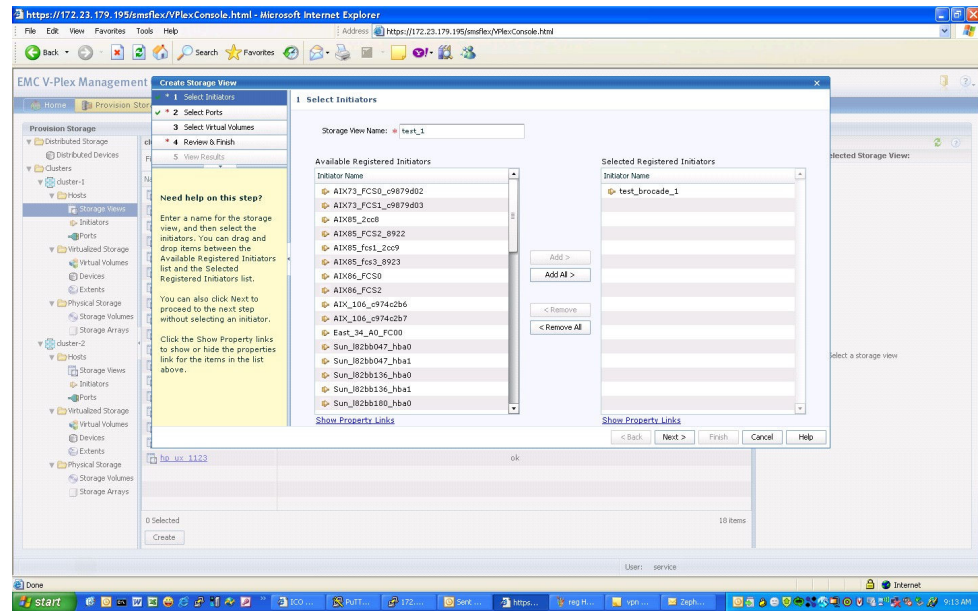 https://172.23.179.195/smsflex/VPlexConsole.html - Microsoft Internet Explorer
File Edit View Favorites Tools Help
Address https://172.23.179.195/smsflex/VPlexConsole.html
Back Search Favorites
EMC V-Plex Management
Home Provision
Provision Storage
Distributed Storage
Distributed Devices
Clusters
cluster-1
Hosts
Storage Views
Initiators
Ports
Virtualized Storage
Virtual Volumes
Devices
Extents
Physical Storage
Storage Volumes
Storage Arrays
cluster-2
Hosts
Storage Views
Initiators
Ports
Virtualized Storage
Virtual Volumes
Devices
Extents
Physical Storage
Storage Volumes
Storage Arrays
Create Storage View
* 1 Select Initiators
* 2 Select Ports
3 Select Virtual Volumes
* 4 Review & Finish
5 View Results
Need help on this step?
Enter a name for the storage
view, and then select the
initiators. You can drag and
drop items between the
Available Registered Initiators
list and the Selected
Registered Initiators list.
You can also click Next to
proceed to the next step
without selecting an initiator.
Click the Show Property links
to show or hide the properties
link for the items in the list
above.
1 Select Initiators
Storage View Name: * test_1
Available Registered Initiators
Initiator Name
AIX73_FCS0_c9879d02
AIX73_FCS1_c9879d03
AIX85_2cc8
AIX85_FCS2_8922
AIX85_fcs1_2cc9
AIX85_fcs3_8923
AIX86_FCS0
AIX86_FCS2
AIX_106_c974c2b6
AIX_106_c974c2b7
East_34_A0_FC00
Sun_l82bb047_hba0
Sun_l82bb047_hba1
Sun_l82bb136_hba0
Sun_l82bb136_hba1
Sun_l82bb180_hba0
Show Property Links
Add >
Add All >
< Remove
< Remove All
Selected Registered Initiators
Initiator Name
test_brocade_1
Show Property Links
< Back Next > Finish Cancel Help
elected Storage View:
Select a storage view
hp_ux_1123 ok
0 Selected 18 items
Create
User: service
Done Internet
start ICO ... PuTT... 172.... Sent ... https... reg H... vpn ... Zeph... 9:13 AM